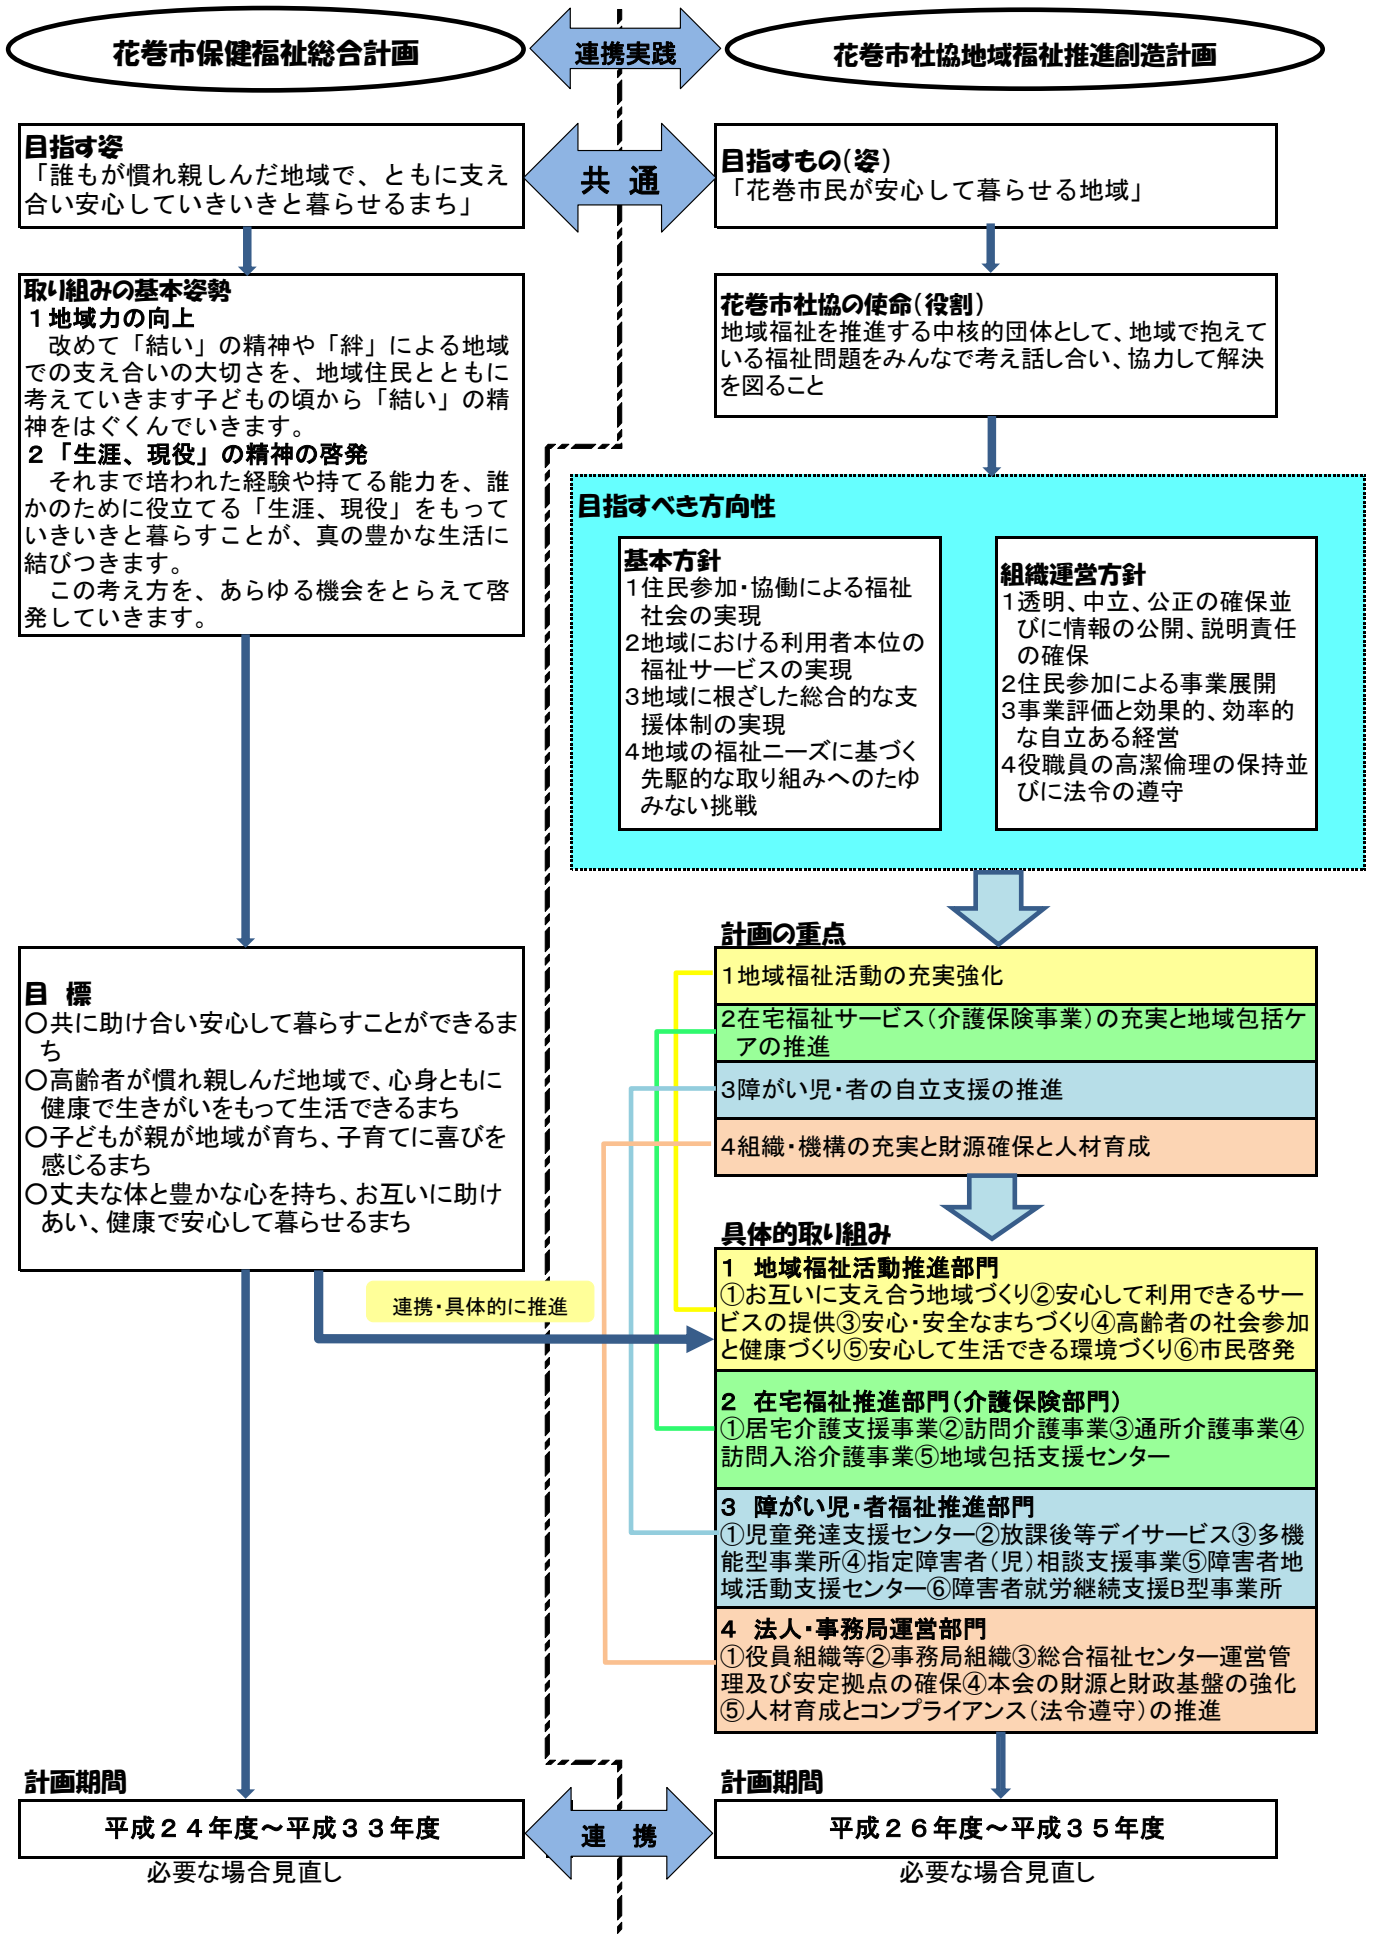 花巻市保健福祉総合計画
連携実践
花巻市社協地域福祉推進創造計画
目指す姿
「誰もが慣れ親しんだ地域で、ともに支え
合い安心していきいきと暮らせるまち」
共 通
目指すもの(姿)
「花巻市民が安心して暮らせる地域」
取り組みの基本姿勢
1 地域力の向上
改めて「結い」の精神や「絆」による地域
での支え合いの大切さを、地域住民とともに
考えていきます子どもの頃から「結い」の精
神をはぐくんでいきます。
2 「生涯、現役」の精神の啓発
それまで培われた経験や持てる能力を、誰
かのために役立てる「生涯、現役」をもって
いきいきと暮らすことが、真の豊かな生活に
結びつきます。
この考え方を、あらゆる機会をとらえて啓
発していきます。
花巻市社協の使命(役割)
地域福祉を推進する中核的団体として、地域で抱えて
いる福祉問題をみんなで考え話し合い、協力して解決
を図ること
目指すべき方向性
基本方針
1住民参加・協働による福祉
社会の実現
2地域における利用者本位の
福祉サービスの実現
3地域に根ざした総合的な支
援体制の実現
4地域の福祉ニーズに基づく
先駆的な取り組みへのたゆ
みない挑戦
組織運営方針
1透明、中立、公正の確保並
びに情報の公開、説明責任
の確保
2住民参加による事業展開
3事業評価と効果的、効率的
な自立ある経営
4役職員の高潔倫理の保持並
びに法令の遵守
目 標
○共に助け合い安心して暮らすことができるま
ち
○高齢者が慣れ親しんだ地域で、心身ともに
健康で生きがいをもって生活できるまち
○子どもが親が地域が育ち、子育てに喜びを
感じるまち
○丈夫な体と豊かな心を持ち、お互いに助け
あい、健康で安心して暮らせるまち
計画の重点
1地域福祉活動の充実強化
2在宅福祉サービス(介護保険事業)の充実と地域包括ケ
アの推進
3障がい児・者の自立支援の推進
4組織・機構の充実と財源確保と人材育成
連携・具体的に推進
具体的取り組み
1 地域福祉活動推進部門
①お互いに支え合う地域づくり②安心して利用できるサー
ビスの提供③安心・安全なまちづくり④高齢者の社会参加
と健康づくり⑤安心して生活できる環境づくり⑥市民啓発
2 在宅福祉推進部門(介護保険部門)
①居宅介護支援事業②訪問介護事業③通所介護事業④
訪問入浴介護事業⑤地域包括支援センター
3 障がい児・者福祉推進部門
①児童発達支援センター②放課後等デイサービス③多機
能型事業所④指定障害者(児)相談支援事業⑤障害者地
域活動支援センター⑥障害者就労継続支援B型事業所
4 法人・事務局運営部門
①役員組織等②事務局組織③総合福祉センター運営管
理及び安定拠点の確保④本会の財源と財政基盤の強化
⑤人材育成とコンプライアンス(法令遵守)の推進
計画期間
平成24年度～平成33年度
必要な場合見直し
連 携
計画期間
平成26年度～平成35年度
必要な場合見直し